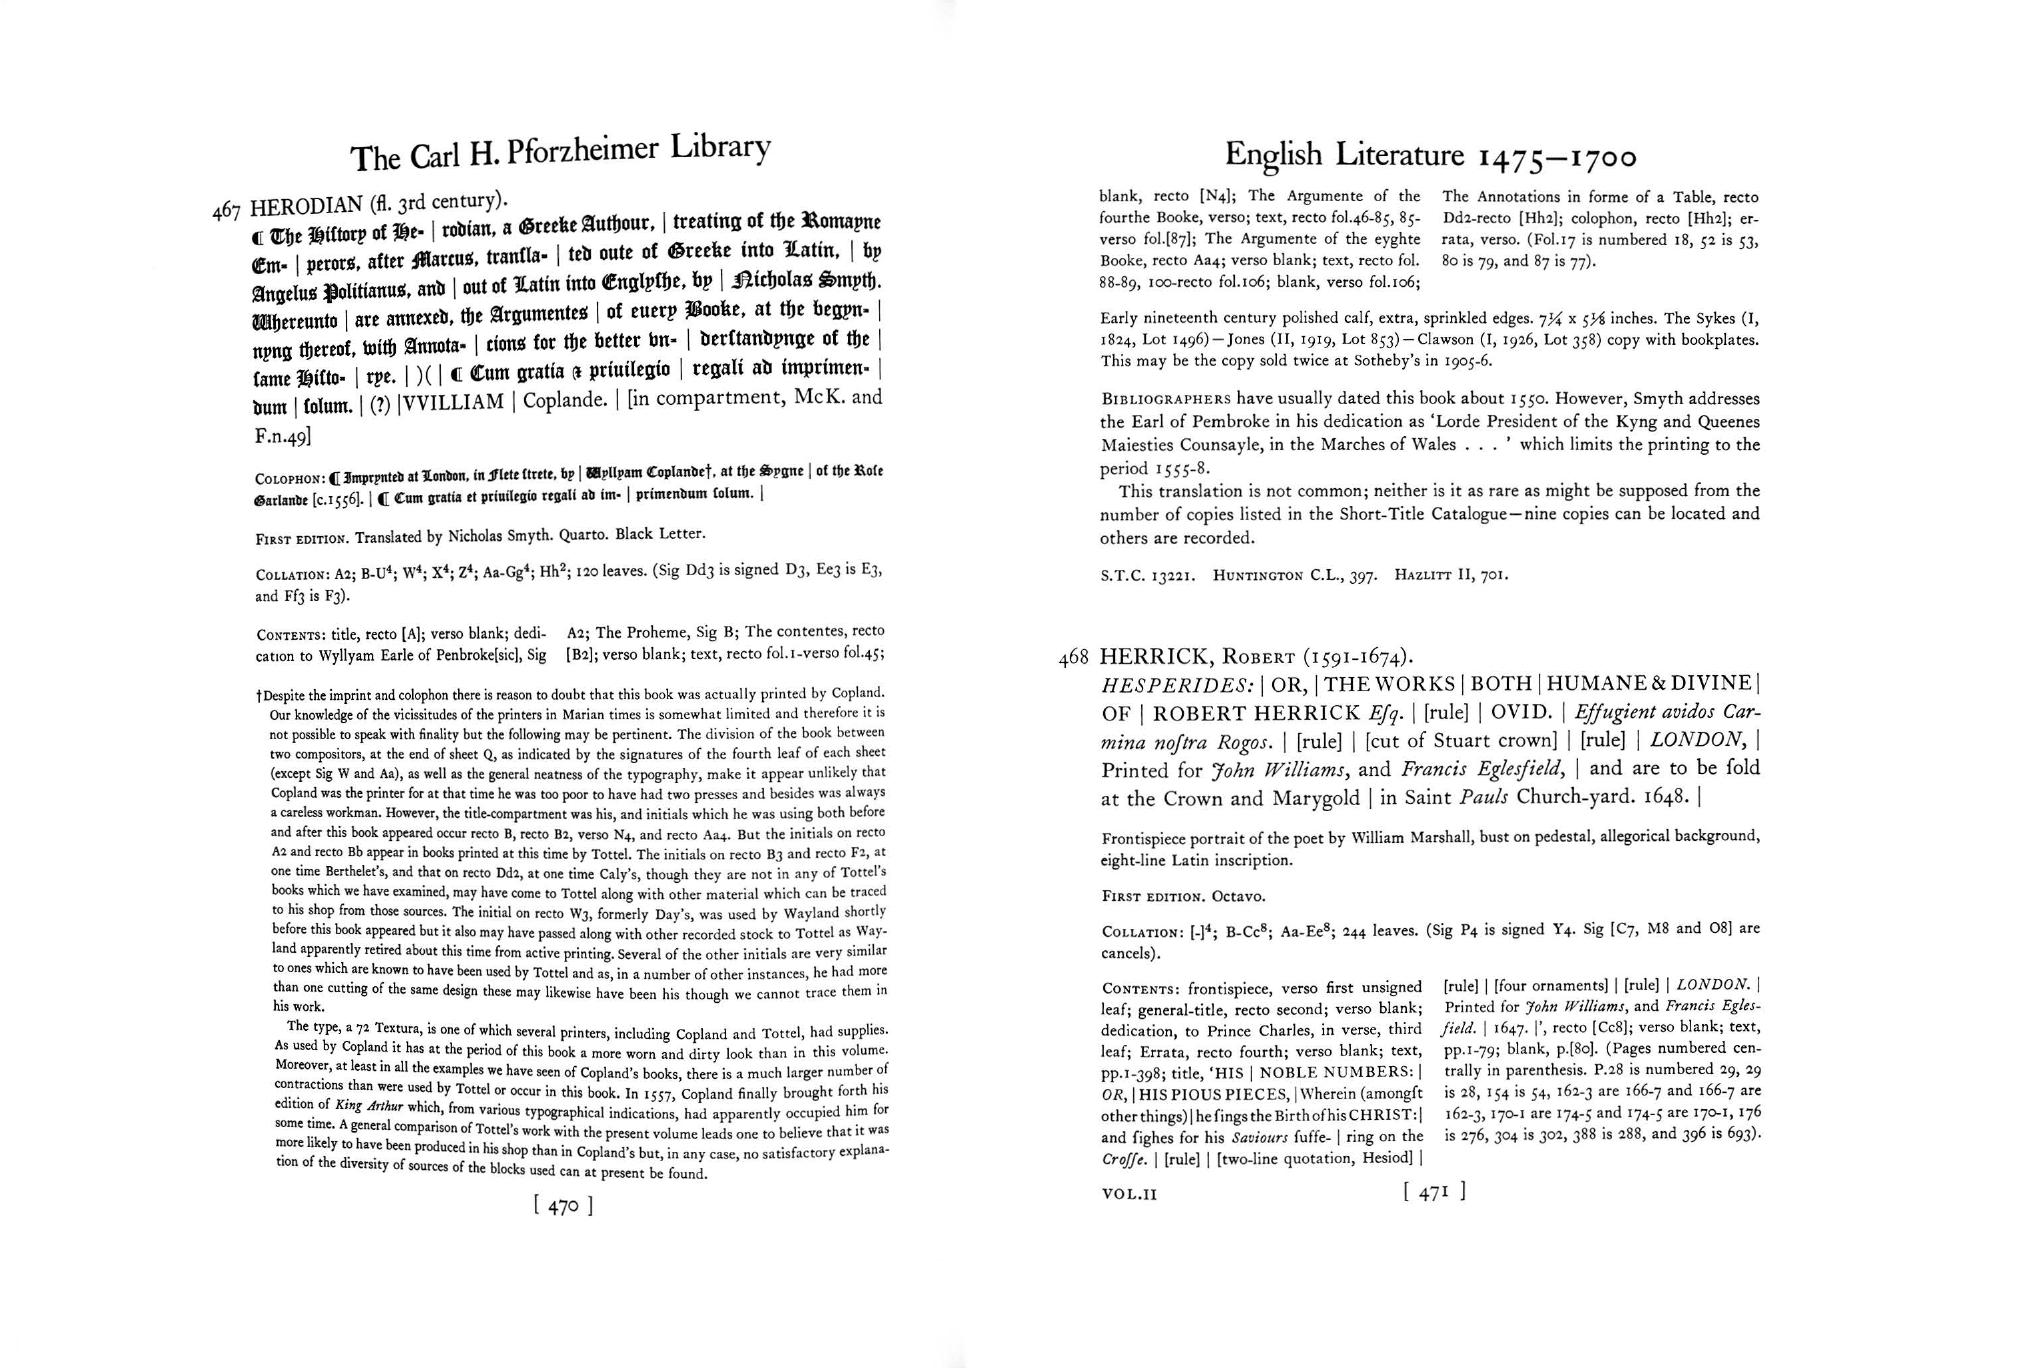 The Carl H. Pforzheimer Library
467 HERODIAN (fl. 3rd century).
¶ The Hiſtory of He- | rodian, a Greeke Authour, | treating of the Romayne
Em- | perors, after Marcus, tranſla- | ted oute of Greeke into Latin, | by
Angelus Politianus, and | out of Latin into Englyſhe, by | Nicholas Smyth.
Whereunto | are annexed, the Argumentes | of euery Booke, at the begyn- |
nyng thereof, with Annota- | cions for the better vn- | derſtandynge of the |
ſame Hiſto- | rye. | )( | ¶ Cum gratia & priuilegio | regali ad imprimen- |
dum | ſolum. | (?) |VVILLIAM | Coplande. | [in compartment, McK. and
F.n.49]
Colophon: ¶ Imprynted at London, in Flete ſtrete, by | Wyllyam Coplande†, at the Sygne | of the Roſe
Garlande [c.1556]. | ¶ Cum gratia et priuilegio regali ad im- | primendum ſolum. |
First edition. Translated by Nicholas Smyth. Quarto. Black Letter.
Collation: A2; B-U⁴; W⁴; X⁴; Z⁴; Aa-Gg⁴; Hh²; 120 leaves. (Sig Dd3 is signed D3, Ee3 is E3,
and Ff3 is F3).
Contents: title, recto [A]; verso blank; dedi-
cation to Wyllyam Earle of Penbroke[sic], Sig
A2; The Proheme, Sig B; The contentes, recto
[B2]; verso blank; text, recto fol.1-verso fol.45;
†Despite the imprint and colophon there is reason to doubt that this book was actually printed by Copland.
Our knowledge of the vicissitudes of the printers in Marian times is somewhat limited and therefore it is
not possible to speak with finality but the following may be pertinent. The division of the book between
two compositors, at the end of sheet Q, as indicated by the signatures of the fourth leaf of each sheet
(except Sig W and Aa), as well as the general neatness of the typography, make it appear unlikely that
Copland was the printer for at that time he was too poor to have had two presses and besides was always
a careless workman. However, the title-compartment was his, and initials which he was using both before
and after this book appeared occur recto B, recto B2, verso N4, and recto Aa4. But the initials on recto
A2 and recto Bb appear in books printed at this time by Tottel. The initials on recto B3 and recto F2, at
one time Berthelet's, and that on recto Dd2, at one time Caly's, though they are not in any of Tottel's
books which we have examined, may have come to Tottel along with other material which can be traced
to his shop from those sources. The initial on recto W3, formerly Day's, was used by Wayland shortly
before this book appeared but it also may have passed along with other recorded stock to Tottel as Way-
land apparently retired about this time from active printing. Several of the other initials are very similar
to ones which are known to have been used by Tottel and as, in a number of other instances, he had more
than one cutting of the same design these may likewise have been his though we cannot trace them in
his work.
The type, a 72 Textura, is one of which several printers, including Copland and Tottel, had supplies.
As used by Copland it has at the period of this book a more worn and dirty look than in this volume.
Moreover, at least in all the examples we have seen of Copland's books, there is a much larger number of
contractions than were used by Tottel or occur in this book. In 1557, Copland finally brought forth his
edition of King Arthur which, from various typographical indications, had apparently occupied him for
some time. A general comparison of Tottel's work with the present volume leads one to believe that it was
more likely to have been produced in his shop than in Copland's but, in any case, no satisfactory explana-
tion of the diversity of sources of the blocks used can at present be found.
[ 470 ]
English Literature 1475–1700
blank, recto [N4]; The Argumente of the
fourthe Booke, verso; text, recto fol.46-85, 85-
verso fol.[87]; The Argumente of the eyghte
Booke, recto Aa4; verso blank; text, recto fol.
88-89, 100-recto fol.106; blank, verso fol.106;
The Annotations in forme of a Table, recto
Dd2-recto [Hh2]; colophon, recto [Hh2]; er-
rata, verso. (Fol.17 is numbered 18, 52 is 53,
80 is 79, and 87 is 77).
Early nineteenth century polished calf, extra, sprinkled edges. 7¼ x 5⅛ inches. The Sykes (I,
1824, Lot 1496)—Jones (II, 1919, Lot 853)—Clawson (I, 1926, Lot 358) copy with bookplates.
This may be the copy sold twice at Sotheby's in 1905-6.
Bibliographers have usually dated this book about 1550. However, Smyth addresses
the Earl of Pembroke in his dedication as 'Lorde President of the Kyng and Queenes
Maiesties Counsayle, in the Marches of Wales . . . ' which limits the printing to the
period 1555-8.
This translation is not common; neither is it as rare as might be supposed from the
number of copies listed in the Short-Title Catalogue—nine copies can be located and
others are recorded.
S.T.C. 13221. Huntington C.L., 397. Hazlitt II, 701.
468 HERRICK, Robert (1591-1674).
HESPERIDES: | OR, | THE WORKS | BOTH | HUMANE & DIVINE |
OF | ROBERT HERRICK Eſq. | [rule] | OVID. | Effugient avidos Car-
mina noſtra Rogos. | [rule] | [cut of Stuart crown] | [rule] | LONDON, |
Printed for John Williams, and Francis Eglesfield, | and are to be ſold
at the Crown and Marygold | in Saint Pauls Church-yard. 1648. |
Frontispiece portrait of the poet by William Marshall, bust on pedestal, allegorical background,
eight-line Latin inscription.
First edition. Octavo.
Collation: [-]⁴; B-Cc⁸; Aa-Ee⁸; 244 leaves. (Sig P4 is signed Y4. Sig [C7, M8 and O8] are
cancels).
Contents: frontispiece, verso first unsigned
leaf; general-title, recto second; verso blank;
dedication, to Prince Charles, in verse, third
leaf; Errata, recto fourth; verso blank; text,
pp.1-398; title, 'HIS | NOBLE NUMBERS: |
OR, | HIS PIOUS PIECES, | Wherein (amongſt
other things) | he ſings the Birth of his CHRIST: |
and ſighes for his Saviours ſuffe- | ring on the
Croſſe. | [rule] | [two-line quotation, Hesiod] |
[rule] | [four ornaments] | [rule] | LONDON. |
Printed for John Williams, and Francis Egles-
field. | 1647. |', recto [Cc8]; verso blank; text,
pp.1-79; blank, p.[80]. (Pages numbered cen-
trally in parenthesis. P.28 is numbered 29, 29
is 28, 154 is 54, 162-3 are 166-7 and 166-7 are
162-3, 170-1 are 174-5 and 174-5 are 170-1, 176
is 276, 304 is 302, 388 is 288, and 396 is 693).
VOL.II
[ 471 ]